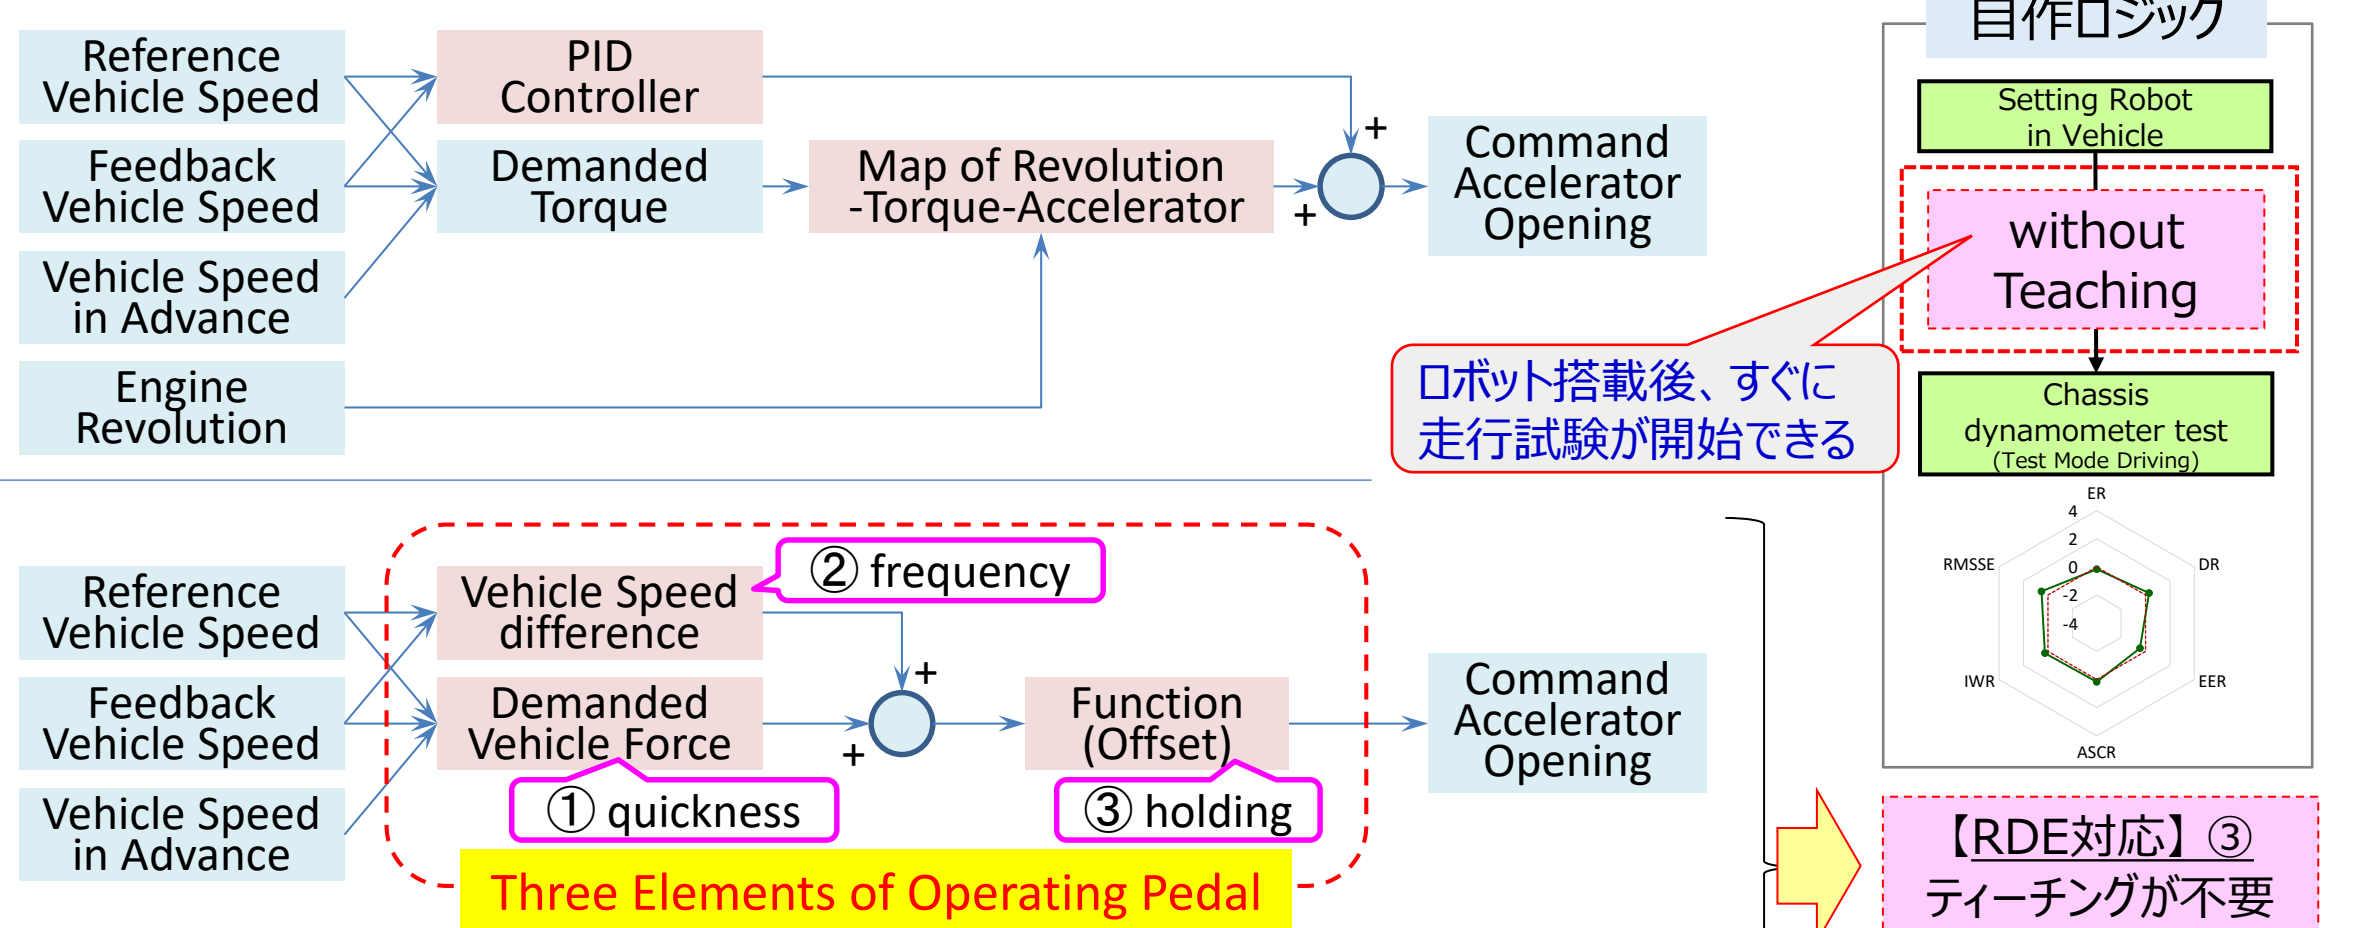 Reference
Vehicle Speed
Feedback
Vehicle Speed
Vehicle Speed
in Advance
Engine
Revolution
PID
Controller
Demanded
Torque
Map of Revolution
-Torque-Accelerator
+
+
Command
Accelerator
Opening
Reference
Vehicle Speed
Feedback
Vehicle Speed
Vehicle Speed
in Advance
Vehicle Speed
difference
② frequency
Demanded
Vehicle Force
① quickness
+
+
Function
(Offset)
③ holding
Three Elements of Operating Pedal
Command
Accelerator
Opening
自作ロジック
Setting Robot
in Vehicle
without
Teaching
ロボット搭載後、すぐに
走行試験が開始できる
Chassis
dynamometer test
(Test Mode Driving)
ER
4
2
0
-2
-4
RMSSE
DR
IWR
EER
ASCR
【RDE対応】③
ティーチングが不要